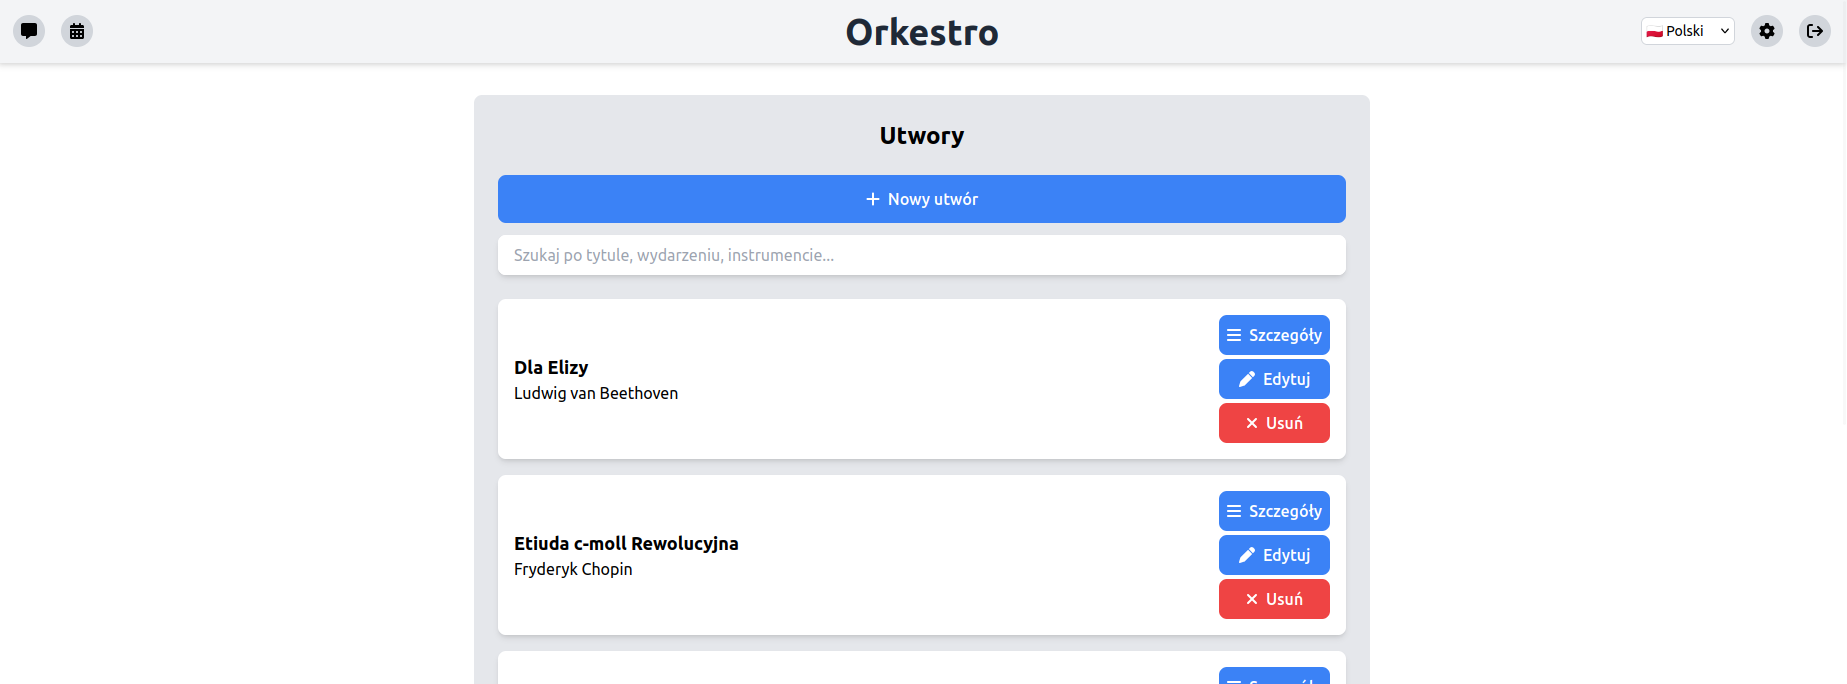 Orkestro
Polski
Utwory
Nowy utwór
Szukaj po tytule, wydarzeniu, instrumencie...
Szczegóły
Dla Elizy
Ludwig van Beethoven
Edytuj
Usuń
Szczegóły
Etiuda c-moll Rewolucyjna
Fryderyk Chopin
Edytuj
Usuń